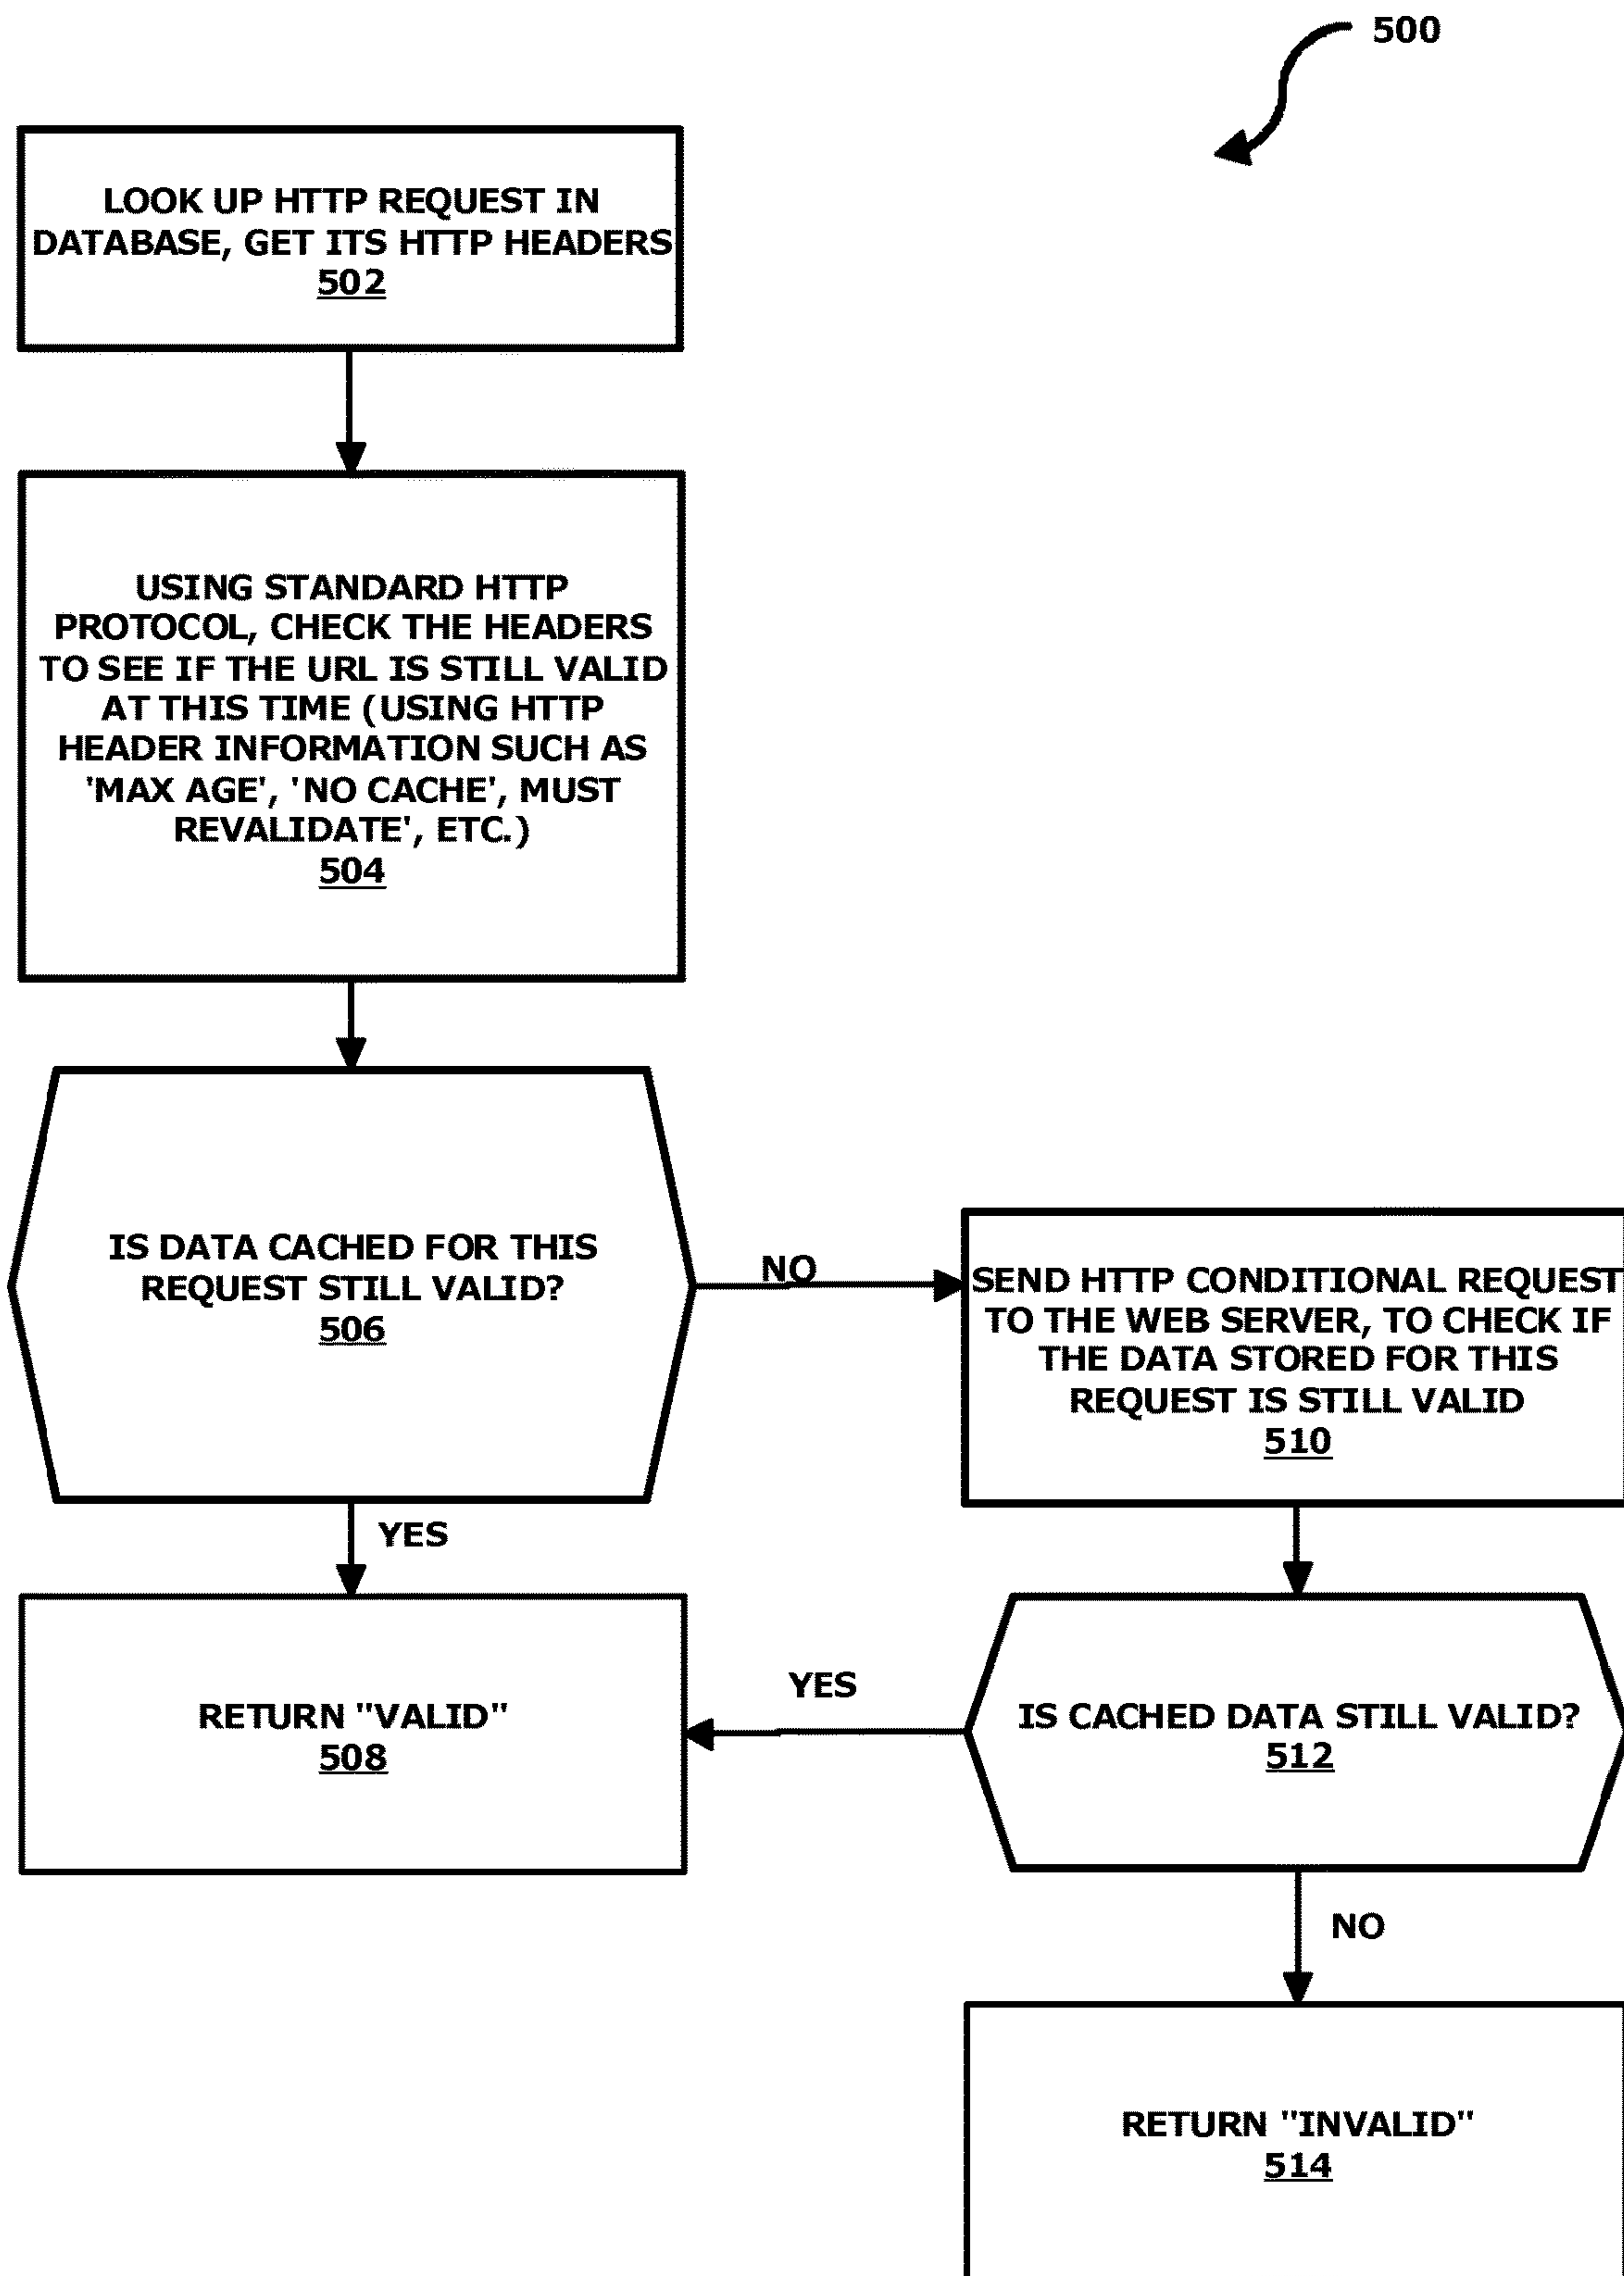 500
LOOK UP HTTP REQUEST IN
DATABASE, GET ITS HTTP HEADERS
502
USING STANDARD HTTP
PROTOCOL, CHECK THE HEADERS
TO SEE IF THE URL IS STILL VALID
AT THIS TIME (USING HTTP
HEADER INFORMATION SUCH AS
'MAX AGE', 'NO CACHE', MUST
REVALIDATE', ETC.)
504
IS DATA CACHED FOR THIS
REQUEST STILL VALID?
506
NO
SEND HTTP CONDITIONAL REQUEST
TO THE WEB SERVER, TO CHECK IF
THE DATA STORED FOR THIS
REQUEST IS STILL VALID
510
YES
RETURN "VALID"
508
YES
IS CACHED DATA STILL VALID?
512
NO
RETURN "INVALID"
514